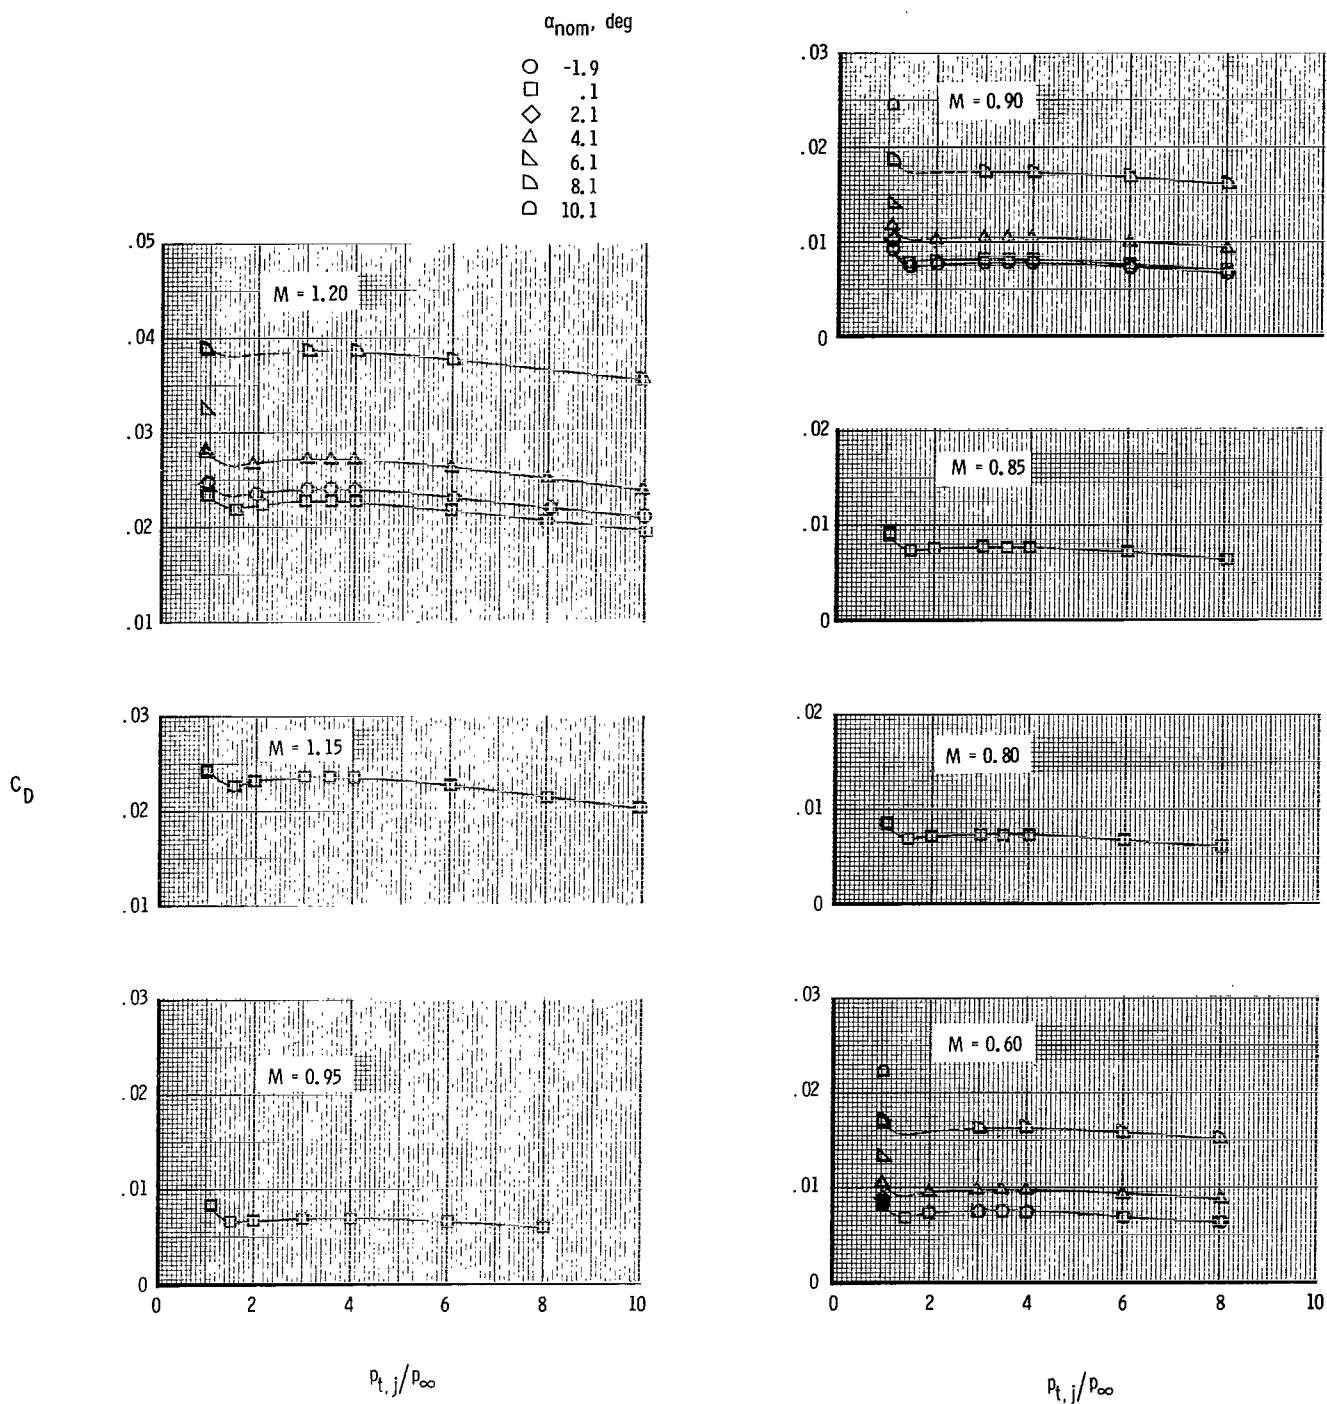 α_nom, deg
-1.9
.1
2.1
4.1
6.1
8.1
10.1
.05
.04
.03
.02
.01
M = 1.20
.03
.02
.01
M = 1.15
C_D
.03
.02
.01
0
M = 0.95
0 2 4 6 8 10
p_t,j/p_∞
.03
.02
.01
0
M = 0.90
.02
.01
0
M = 0.85
.02
.01
0
M = 0.80
.03
.02
.01
0
M = 0.60
0 2 4 6 8 10
p_t,j/p_∞